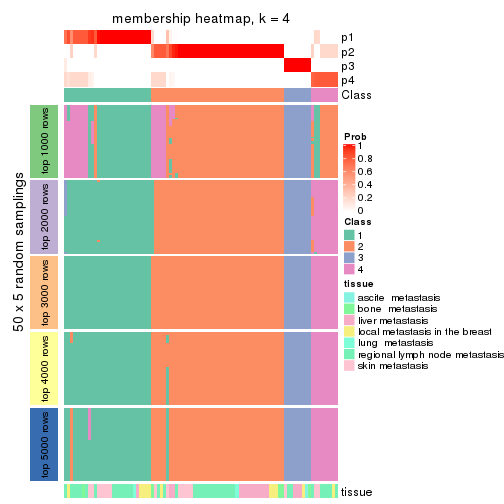 membership heatmap, k = 4
p1
p2
p3
p4
Class
50 x 5 random samplings
top 1000 rows
top 2000 rows
top 3000 rows
top 4000 rows
top 5000 rows
Prob
1
0.8
0.6
0.4
0.2
0
Class
1
2
3
4
tissue
ascite metastasis
bone metastasis
liver metastasis
local metastasis in the breast
lung metastasis
regional lymph node metastasis
skin metastasis
tissue